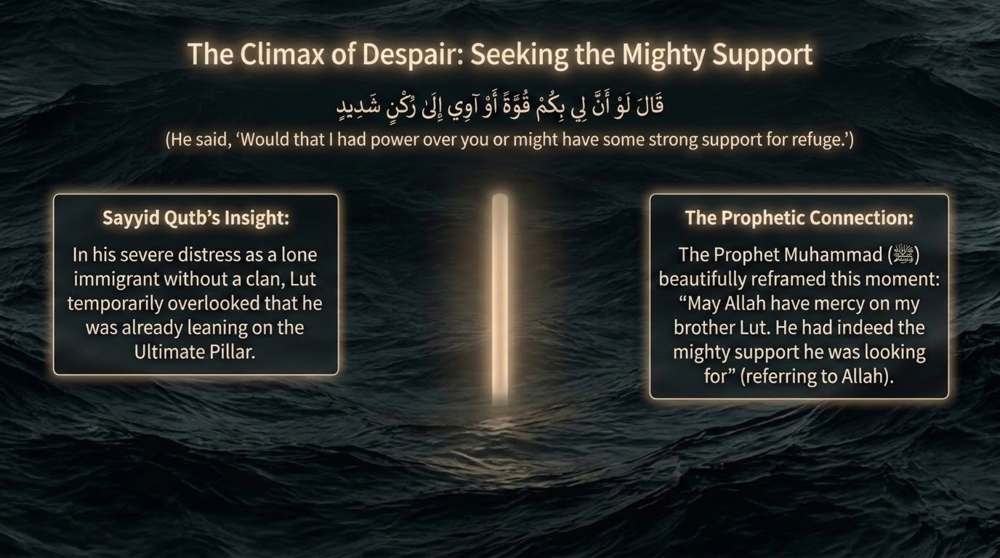 The Climax of Despair: Seeking the Mighty Support
قَالَ لَوْ أَنَّ لِي بِكُمْ قُوَّةً أَوْ آوِي إِلَىٰ رُكْنٍ شَدِيدٍ
(He said, ‘Would that I had power over you or might have some strong support for refuge.’)
Sayyid Qutb’s Insight:
In his severe distress as a lone
immigrant without a clan, Lut
temporarily overlooked that he
was already leaning on the
Ultimate Pillar.
The Prophetic Connection:
The Prophet Muhammad (ﷺ)
beautifully reframed this moment:
“May Allah have mercy on my
brother Lut. He had indeed the
mighty support he was looking
for” (referring to Allah).